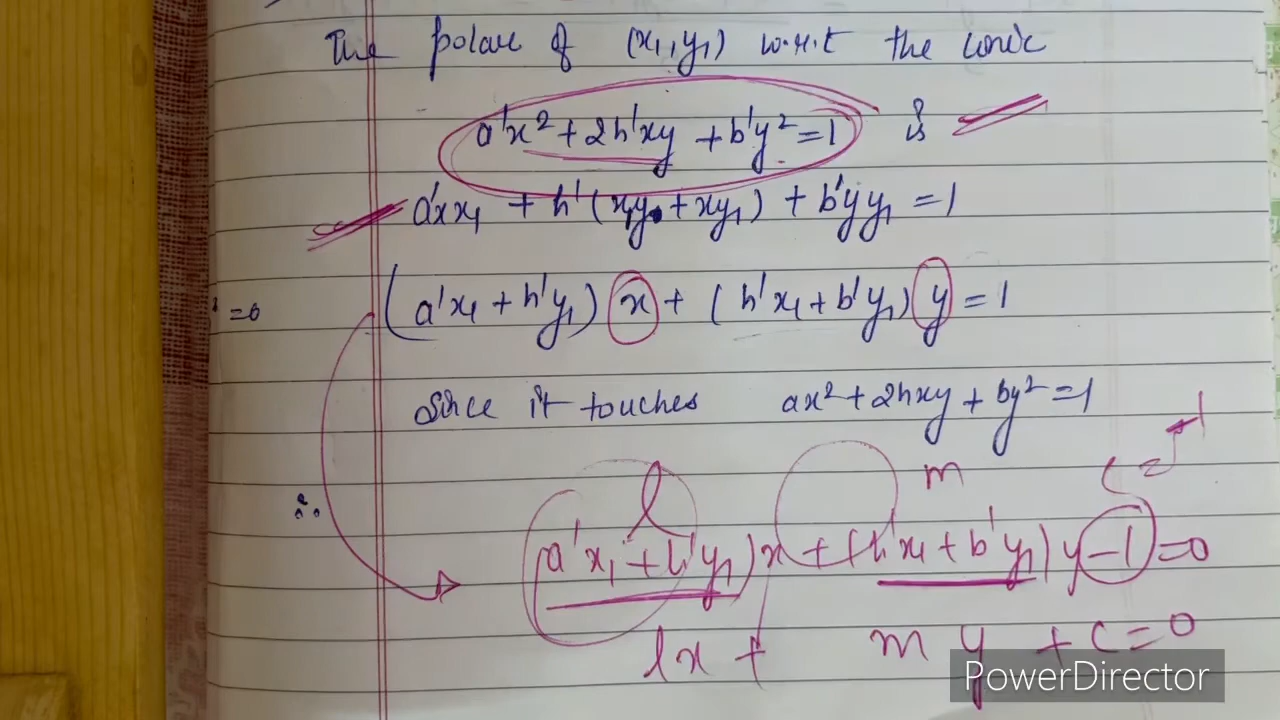 The polar of (x₁,y₁) w.r.t the conic
a'x² + 2h'xy + b'y² = 1 is
a'xx₁ + h'(x₁y + xy₁) + b'yy₁ = 1
= 0 (a'x₁ + h'y₁) x + (h'x₁ + b'y₁) y = 1
Since it touches ax² + 2hxy + by² = 1
l m
∴ (a'x₁ + h'y₁)x + (h'x₁ + b'y₁)y - 1 = 0
lx + my + c = 0
PowerDirector